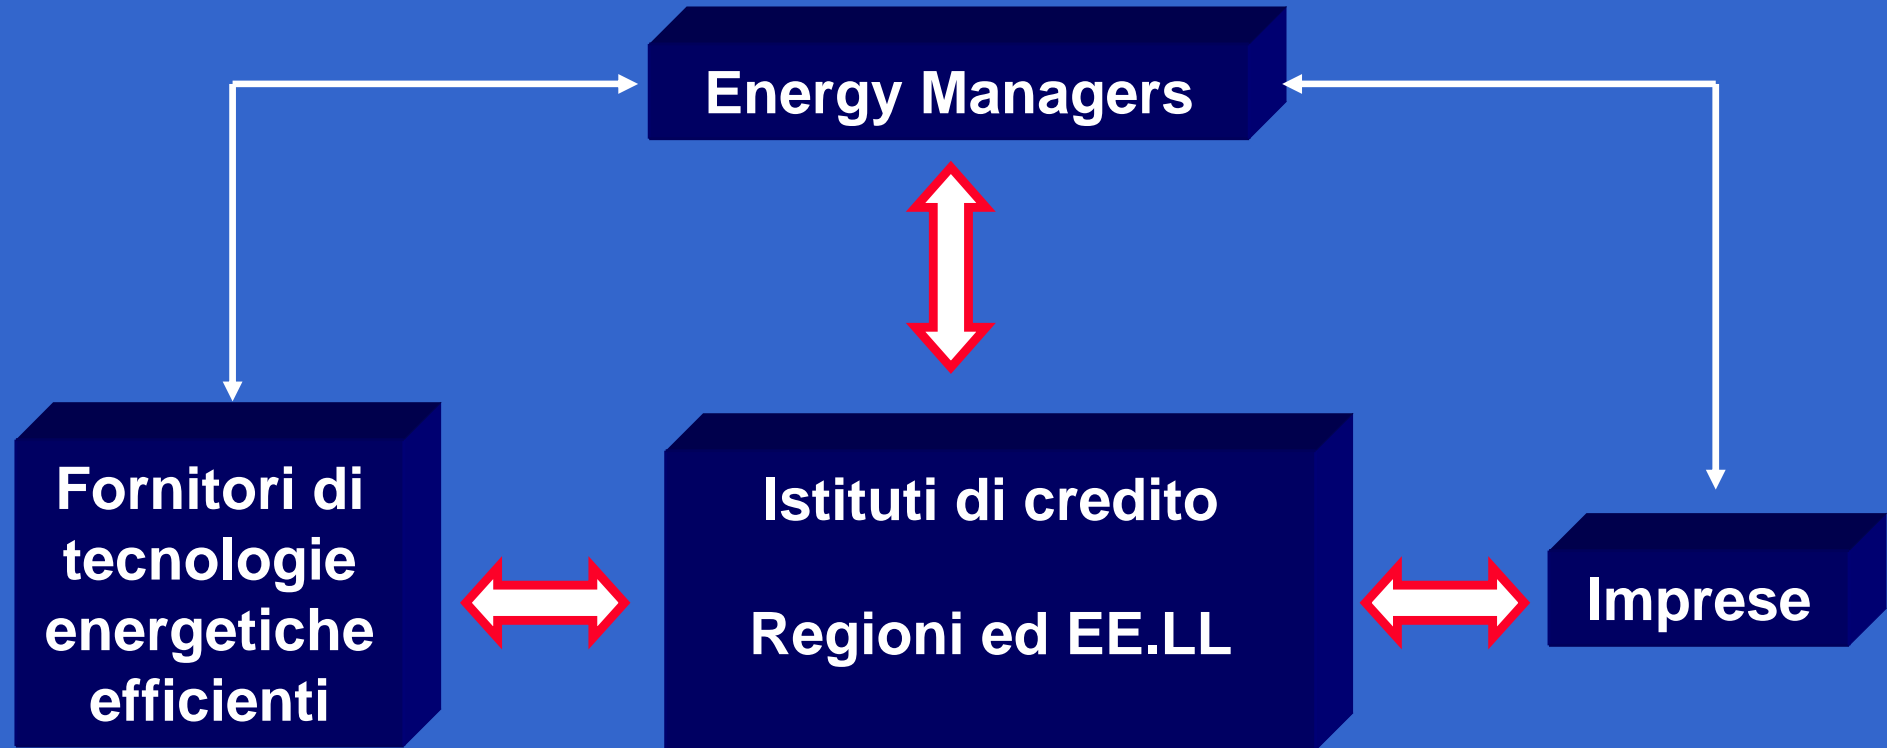 Energy Managers
Fornitori di
tecnologie
energetiche
efficienti
Istituti di credito
Regioni ed EE.LL
Imprese